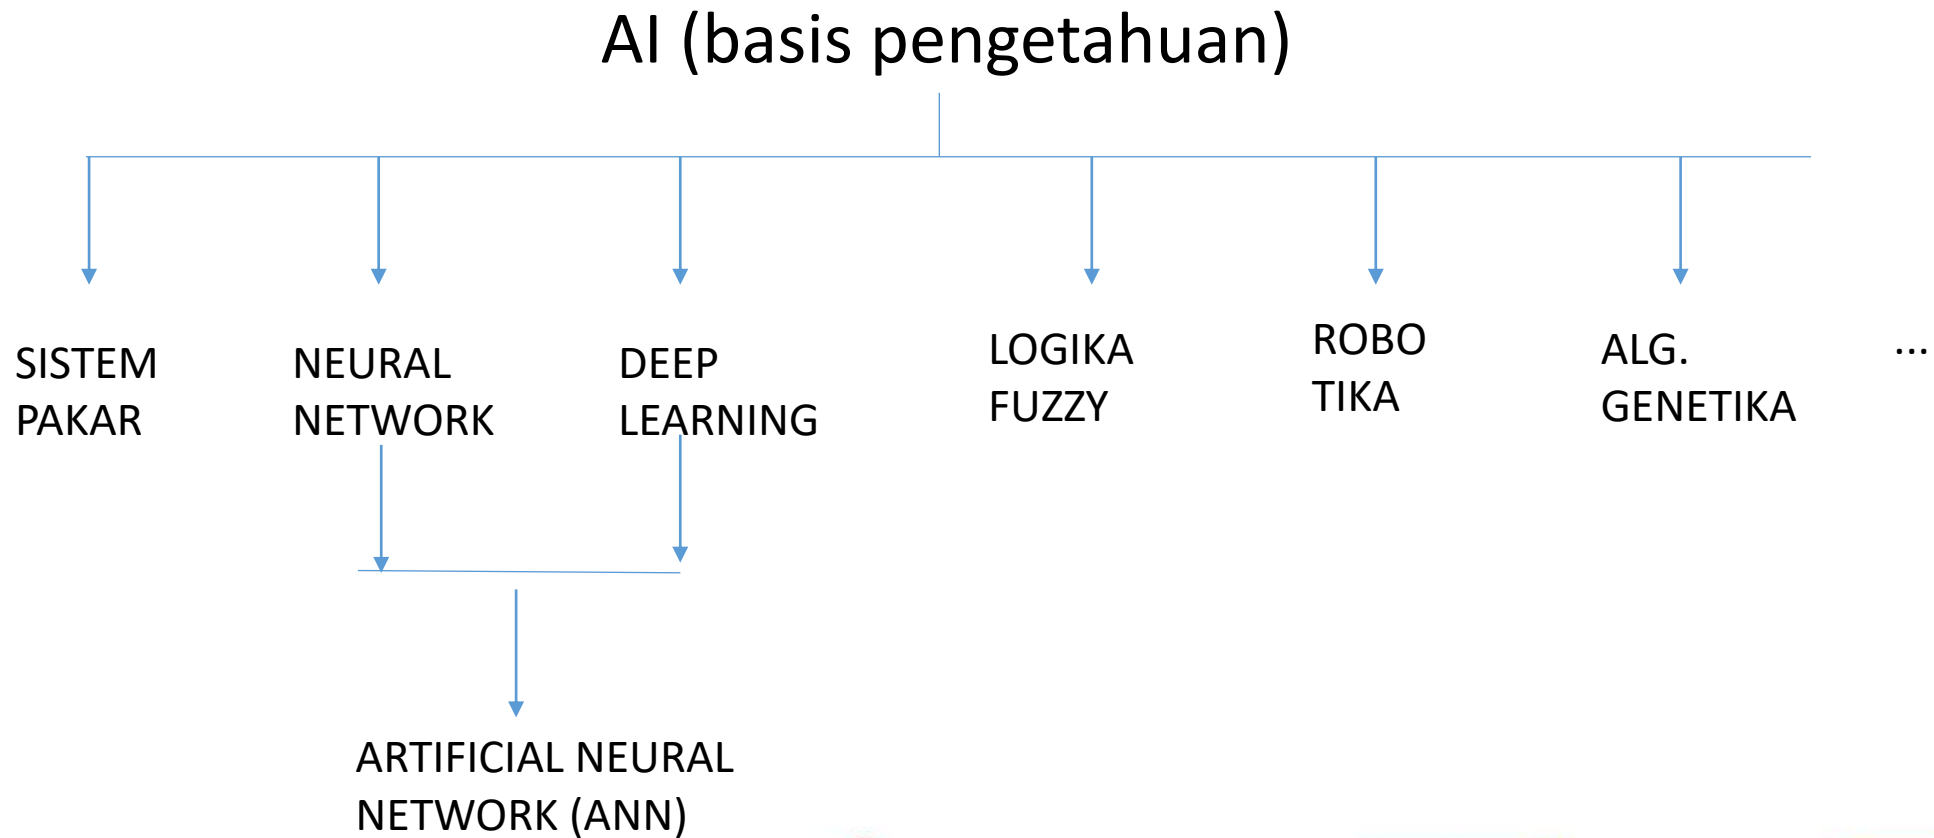 AI (basis pengetahuan)
SISTEM
PAKAR
NEURAL
NETWORK
DEEP
LEARNING
LOGIKA
FUZZY
ROBO
TIKA
ALG.
GENETIKA
...
ARTIFICIAL NEURAL
NETWORK (ANN)